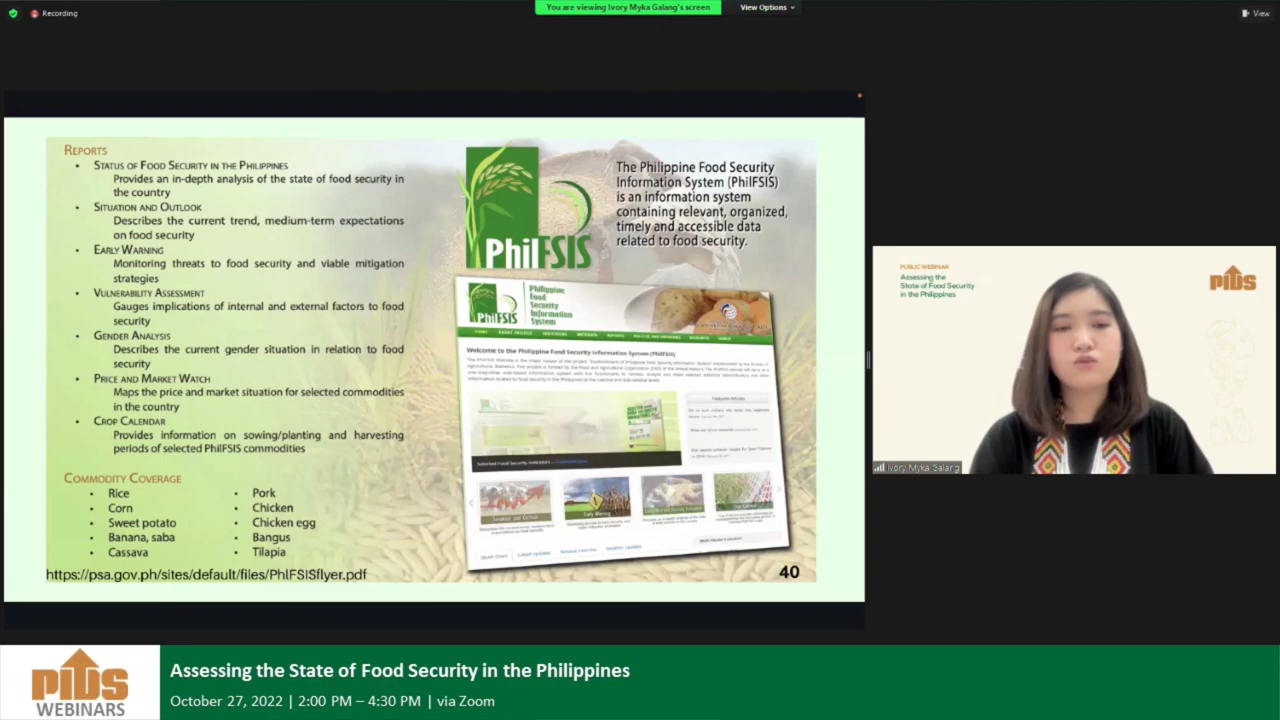 Recording
You are viewing Ivory Myka Galang's screen
View Options
View
REPORTS
• STATUS OF FOOD SECURITY IN THE PHILIPPINES
Provides an in-depth analysis of the state of food security in
the country
• SITUATION AND OUTLOOK
Describes the current trend, medium-term expectations
on food security
• EARLY WARNING
Monitoring threats to food security and viable mitigation
strategies
• VULNERABILITY ASSESSMENT
Gauges implications of internal and external factors to food
security
• GENDER ANALYSIS
Describes the current gender situation in relation to food
security
• PRICE AND MARKET WATCH
Maps the price and market situation for selected commodities
in the country
• CROP CALENDAR
Provides information on sowing/planting and harvesting
periods of selected PhilFSIS commodities
COMMODITY COVERAGE
• Rice
• Corn
• Sweet potato
• Banana, saba
• Cassava
• Pork
• Chicken
• Chicken egg
• Bangus
• Tilapia
https://psa.gov.ph/sites/default/files/PhlFSISflyer.pdf
PhilFSIS
The Philippine Food Security
Information System (PhilFSIS)
is an information system
containing relevant, organized,
timely and accessible data
related to food security.
PhilFSIS
Philippine
Food
Security
Information
System
Welcome to the Philippine Food Security Information System (PhilFSIS)
Situation and Outlook
Early Warning
Quick Chart
Latest Updates
Weather Updates
40
PUBLIC WEBINAR
Assessing the
State of Food Security
in the Philippines
PIDS
Ivory Myka Galang
PIDS
WEBINARS
Assessing the State of Food Security in the Philippines
October 27, 2022 | 2:00 PM – 4:30 PM | via Zoom